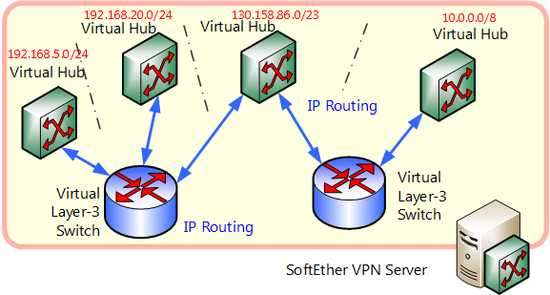 192.168.20.0/24
130.158.86.0/23
10.0.0.0/8
192.168.5.0/24
Virtual Hub
Virtual Hub
Virtual Hub
Virtual Hub
IP Routing
Virtual
Layer-3
Switch
IP Routing
Virtual
Layer-3
Switch
SoftEther VPN Server